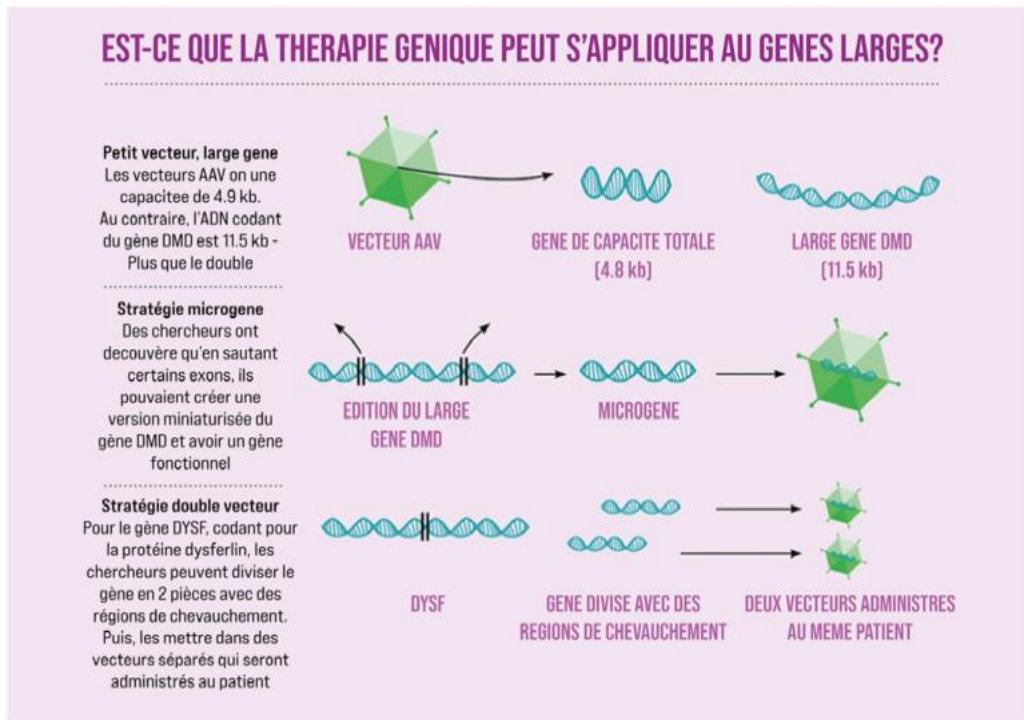 EST-CE QUE LA THERAPIE GENIQUE PEUT S'APPLIQUER AU GENES LARGES?
Petit vecteur, large gene
Les vecteurs AAV on une
capacitee de 4.9 kb.
Au contraire, l'ADN codant
du gène DMD est 11.5 kb -
Plus que le double
VECTEUR AAV
GENE DE CAPACITE TOTALE
(4.8 kb)
LARGE GENE DMD
(11.5 kb)
Stratégie microgene
Des chercheurs ont
decouvère qu'en sautant
certains exons, ils
pouvaient créer une
version miniaturisée du
gène DMD et avoir un gène
fonctionnel
EDITION DU LARGE
GENE DMD
MICROGENE
Stratégie double vecteur
Pour le gène DYSF, codant pour
la protéine dysferlin, les
chercheurs peuvent diviser le
gène en 2 pièces avec des
régions de chevauchement.
Puis, les mettre dans des
vecteurs séparés qui seront
administrés au patient
DYSF
GENE DIVISE AVEC DES
REGIONS DE CHEVAUCHEMENT
DEUX VECTEURS ADMINISTRES
AU MEME PATIENT